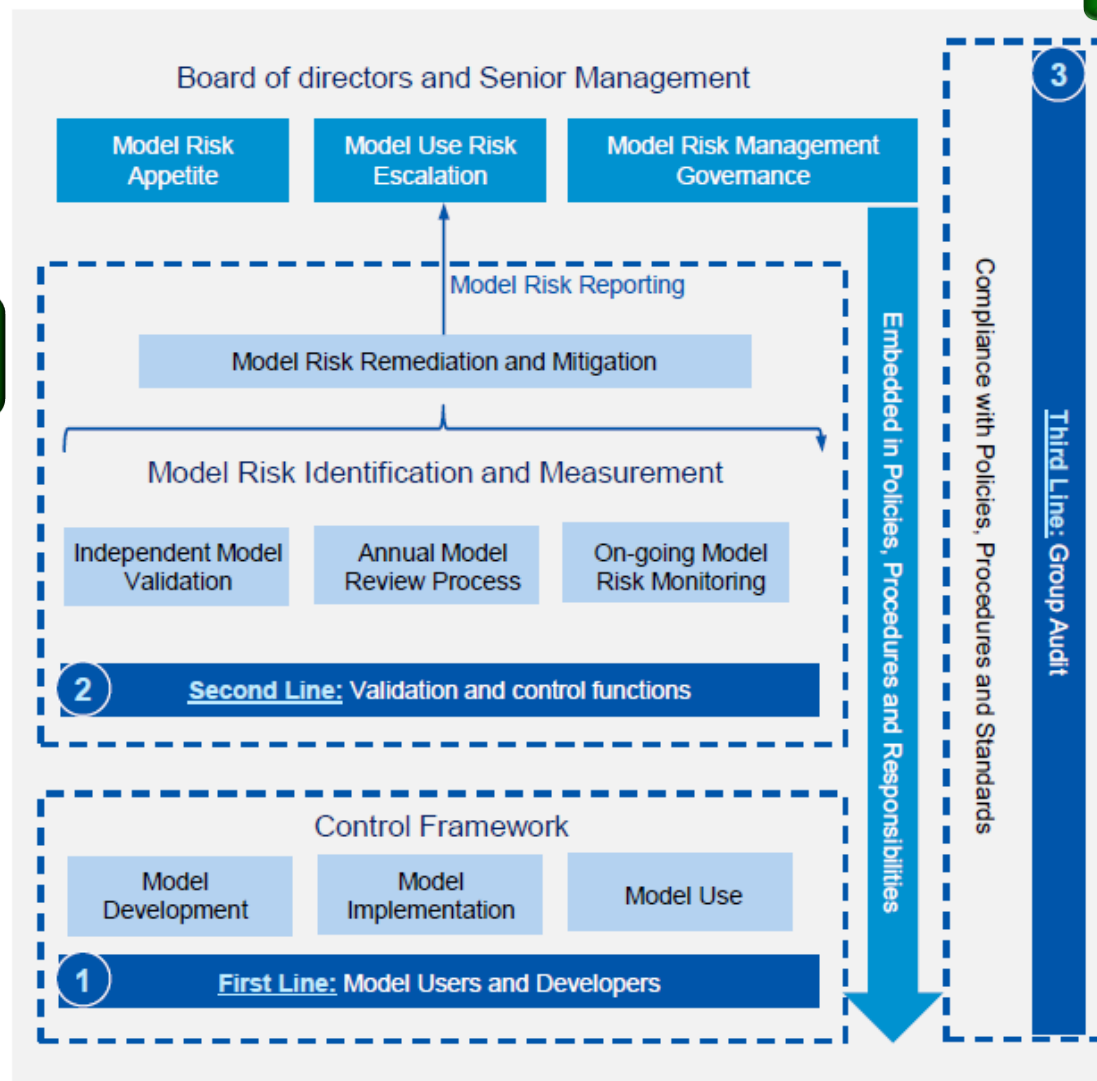 Board of directors and Senior Management
3
Model Risk
Appetite
Model Use Risk
Escalation
Model Risk Management
Governance
Model Risk Reporting
Model Risk Remediation and Mitigation
Model Risk Identification and Measurement
Independent Model
Validation
Annual Model
Review Process
On-going Model
Risk Monitoring
2
Second Line: Validation and control functions
Control Framework
Model
Development
Model
Implementation
Model Use
1
First Line: Model Users and Developers
Embedded in Policies, Procedures and Responsibilities
Compliance with Policies, Procedures and Standards
Third Line: Group Audit